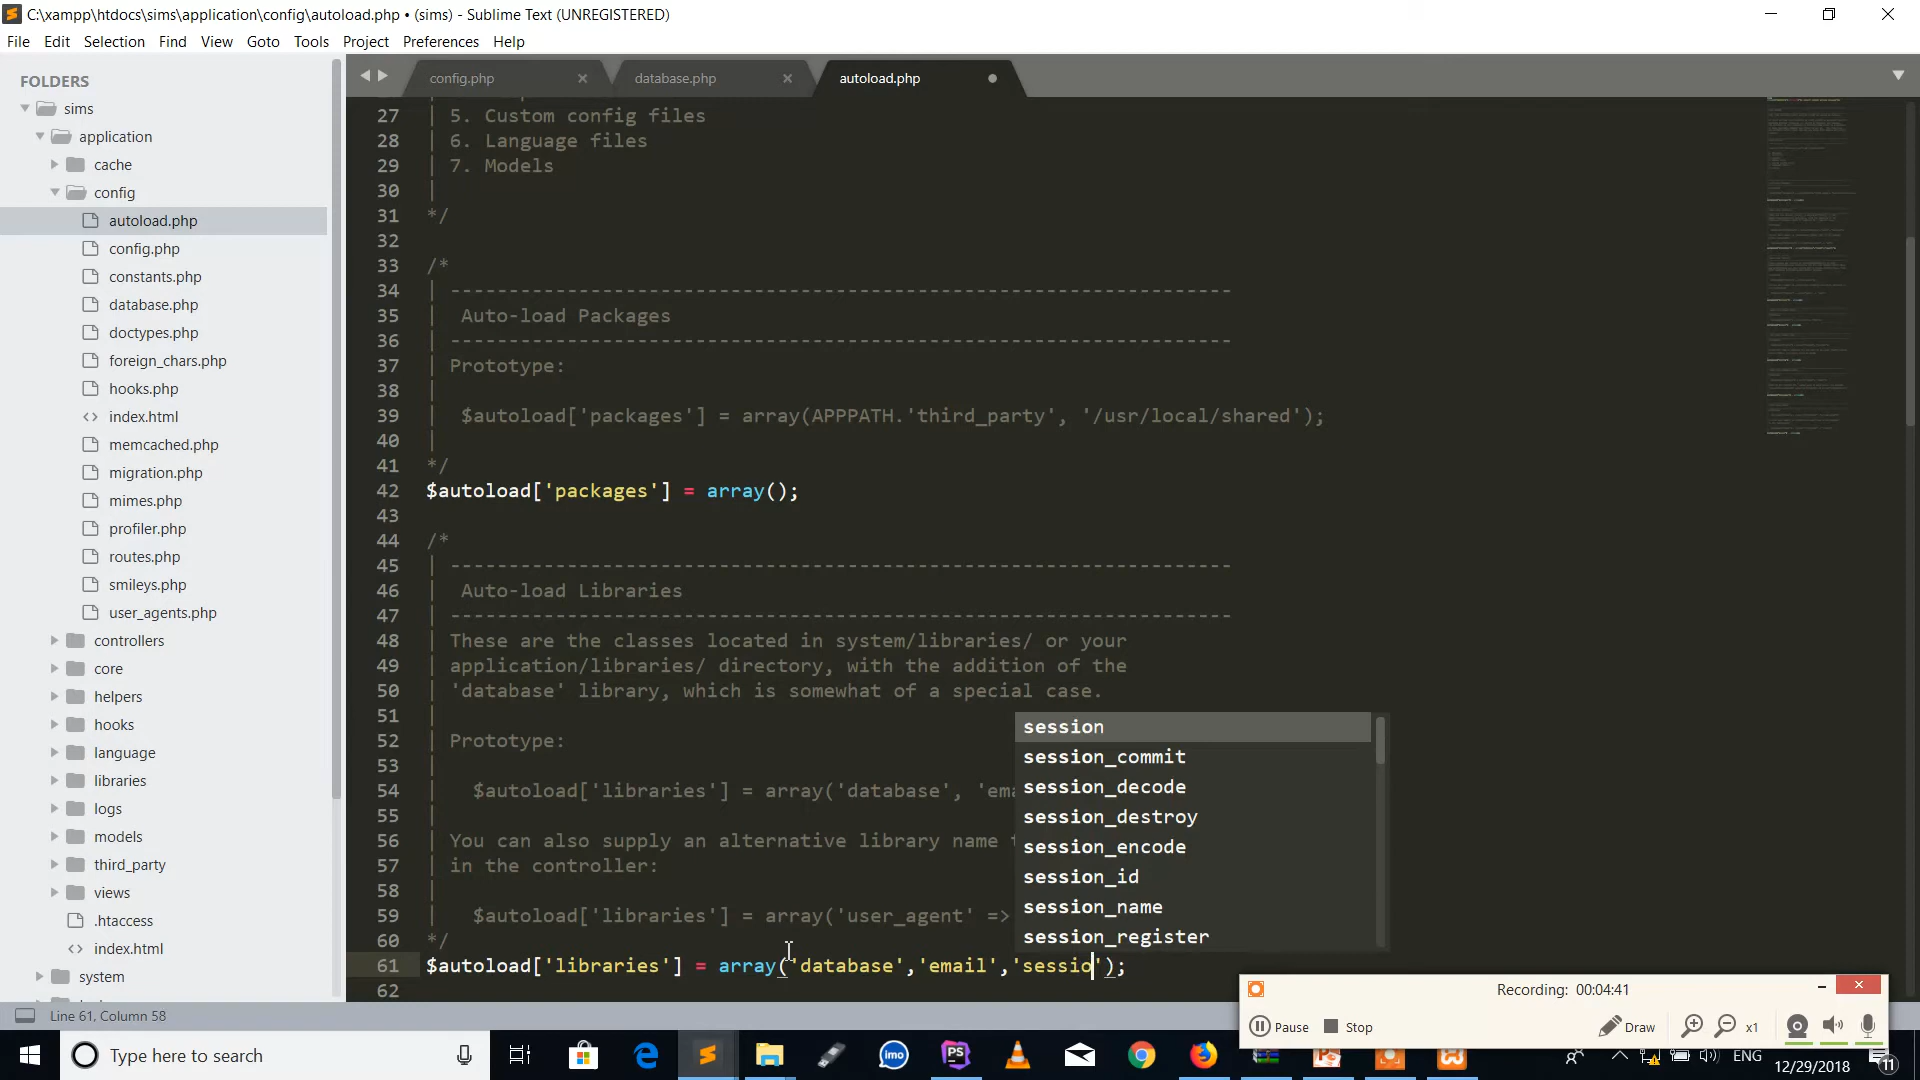 C:\xampp\htdocs\sims\application\config\autoload.php • (sims) - Sublime Text (UNREGISTERED)
File Edit Selection Find View Goto Tools Project Preferences Help
FOLDERS
sims
application
cache
config
autoload.php
config.php
constants.php
database.php
doctypes.php
foreign_chars.php
hooks.php
index.html
memcached.php
migration.php
mimes.php
profiler.php
routes.php
smileys.php
user_agents.php
controllers
core
helpers
hooks
language
libraries
logs
models
third_party
views
.htaccess
index.html
system
config.php database.php autoload.php
27 | 5. Custom config files
28 | 6. Language files
29 | 7. Models
30 |
31 */
32
33 /*
34 | -------------------------------------------------------------------
35 |  Auto-load Packages
36 | -------------------------------------------------------------------
37 | Prototype:
38 |
39 |  $autoload['packages'] = array(APPPATH.'third_party', '/usr/local/shared');
40 |
41 */
42 $autoload['packages'] = array();
43
44 /*
45 | -------------------------------------------------------------------
46 |  Auto-load Libraries
47 | -------------------------------------------------------------------
48 | These are the classes located in system/libraries/ or your
49 | application/libraries/ directory, with the addition of the
50 | 'database' library, which is somewhat of a special case.
51 |
52 | Prototype:
53 |
54 |   $autoload['libraries'] = array('database', 'ema
55 |
56 | You can also supply an alternative library name
57 | in the controller:
58 |
59 |   $autoload['libraries'] = array('user_agent' =>
60 */
61 $autoload['libraries'] = array('database','email','sessio');
62
session
session_commit
session_decode
session_destroy
session_encode
session_id
session_name
session_register
Line 61, Column 58
Recording: 00:04:41
Pause Stop Draw x1
Type here to search
imo
PS
ENG
12/29/2018
11